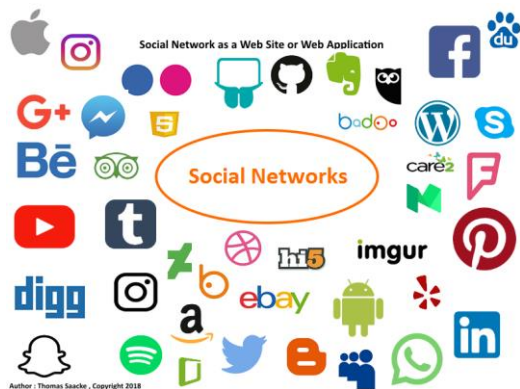 Social Network as a Web Site or Web Application
du
G+
badoo
S
Bē
care2
Social Networks
t
hi5
imgur
digg
ebay
a
in
Author : Thomas Saacke , Copyright 2018